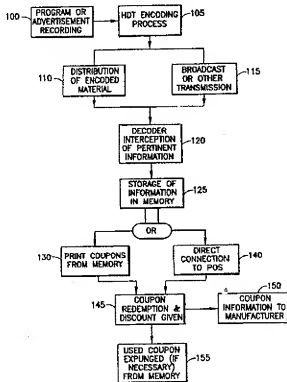 100
PROGRAM OR
ADVERTISEMENT
RECORDING
HDT ENCODING
PROCESS
105
110
DISTRIBUTION
OF ENCODED
MATERIAL
BROADCAST
OR OTHER
TRANSMISSION
115
DECODER
INTERCEPTION
OF PERTINENT
INFORMATION
120
STORAGE OF
INFORMATION
IN MEMORY
125
OR
130
PRINT COUPONS
FROM MEMORY
DIRECT
CONNECTION
TO POS
140
145
COUPON
REDEMPTION &
DISCOUNT GIVEN
150
COUPON
INFORMATION TO
MANUFACTURER
USED COUPON
EXPUNGED (IF
NECESSARY)
FROM MEMORY
155